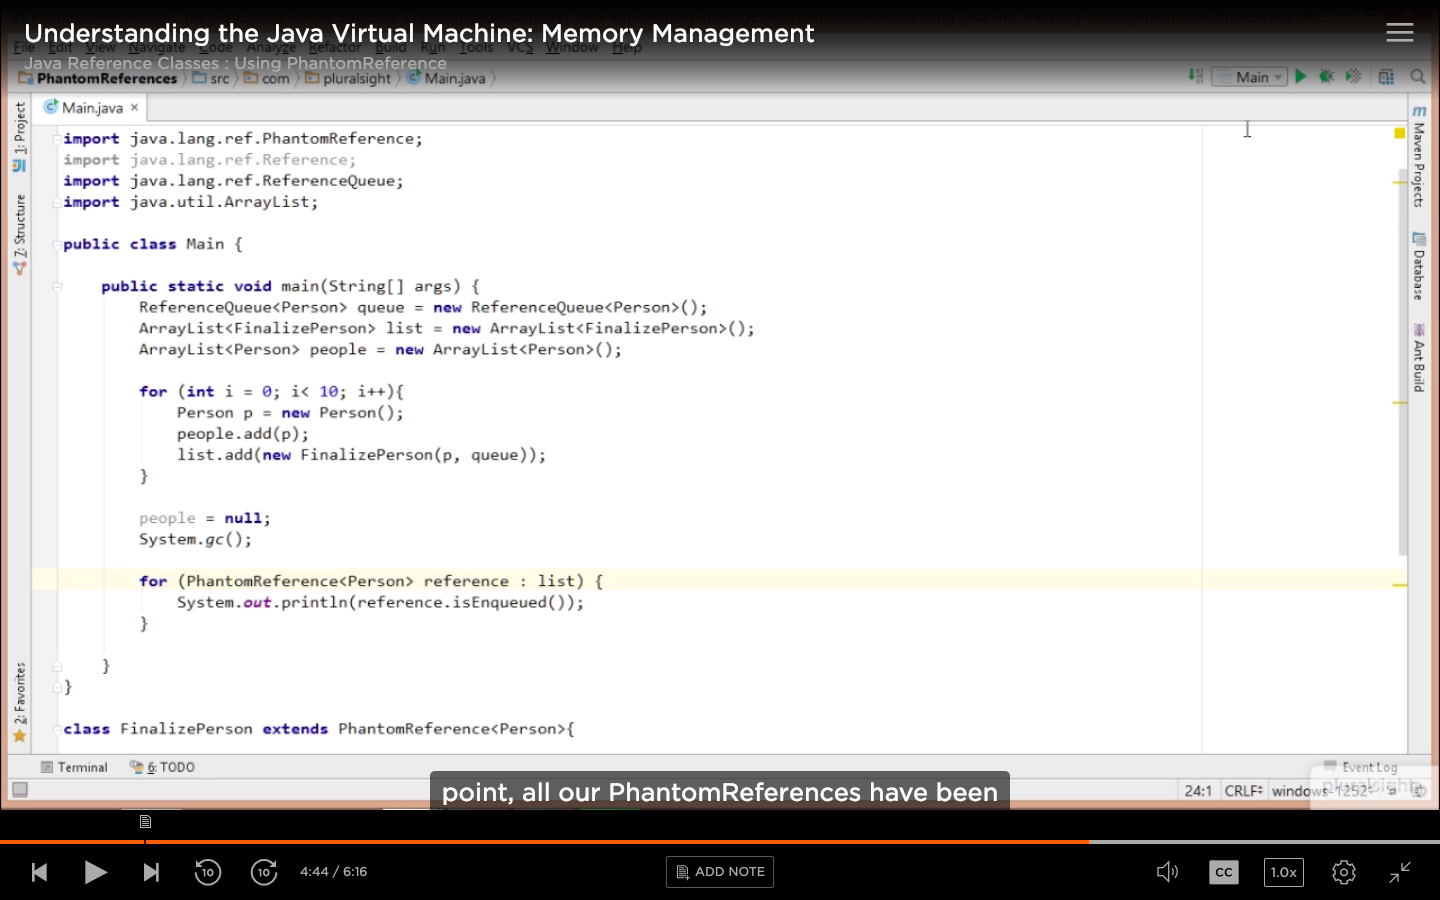 Understanding the Java Virtual Machine: Memory Management
File Edit View Navigate Code Analyze Refactor Build Run Tools VCS Window Help
Java Reference Classes : Using PhantomReference
PhantomReferences src com pluralsight Main.java
Main
Main.java ×
1: Project
7: Structure
2: Favorites
Maven Projects
Database
Ant Build
import java.lang.ref.PhantomReference;
import java.lang.ref.Reference;
import java.lang.ref.ReferenceQueue;
import java.util.ArrayList;
public class Main {
public static void main(String[] args) {
ReferenceQueue<Person> queue = new ReferenceQueue<Person>();
ArrayList<FinalizePerson> list = new ArrayList<FinalizePerson>();
ArrayList<Person> people = new ArrayList<Person>();
for (int i = 0; i< 10; i++){
Person p = new Person();
people.add(p);
list.add(new FinalizePerson(p, queue));
}
people = null;
System.gc();
for (PhantomReference<Person> reference : list) {
System.out.println(reference.isEnqueued());
}
}
}
class FinalizePerson extends PhantomReference<Person>{
Terminal 6: TODO
Event Log
point, all our PhantomReferences have been
24:1 CRLF windows-1252
pluralsight
4:44 / 6:16
10 10
ADD NOTE
CC
1.0x